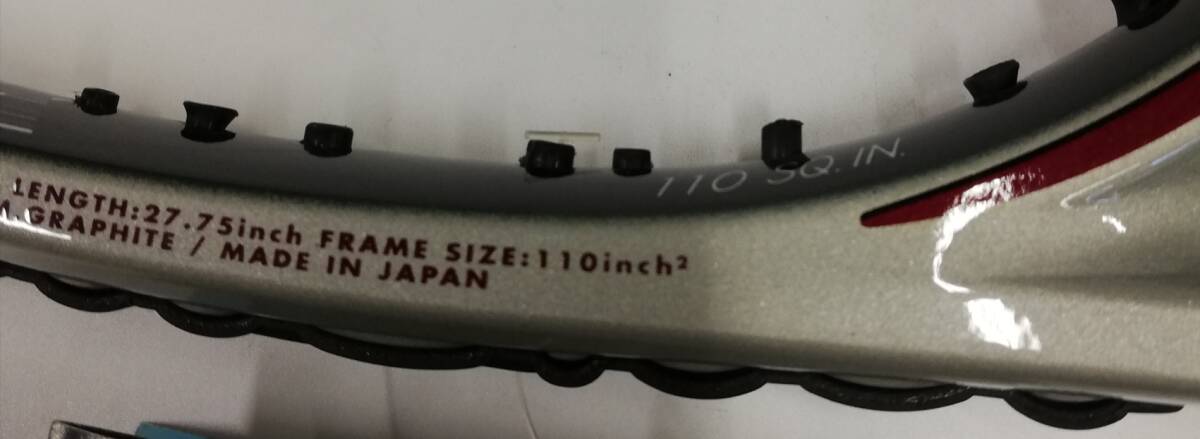 110 SQ. IN.
LENGTH:27.75inch FRAME SIZE:110inch²
GRAPHITE / MADE IN JAPAN